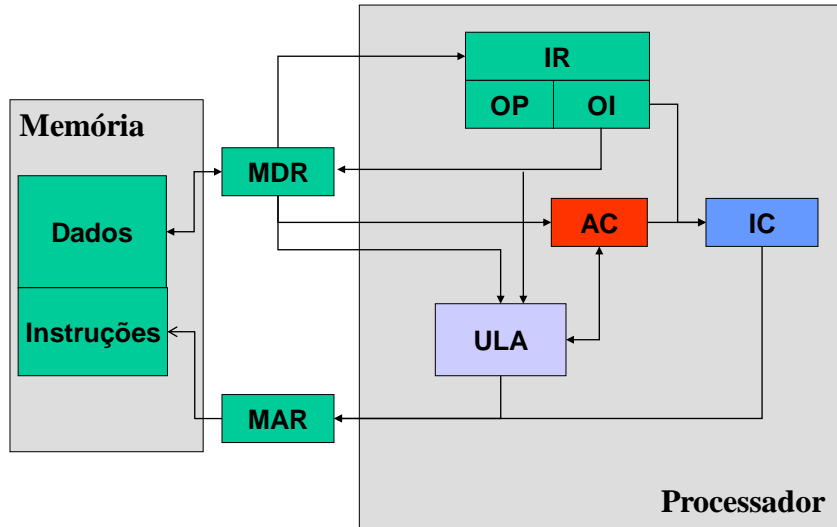 IR
OP OI
Memória
MDR
Dados
AC IC
Instruções
ULA
MAR
Processador